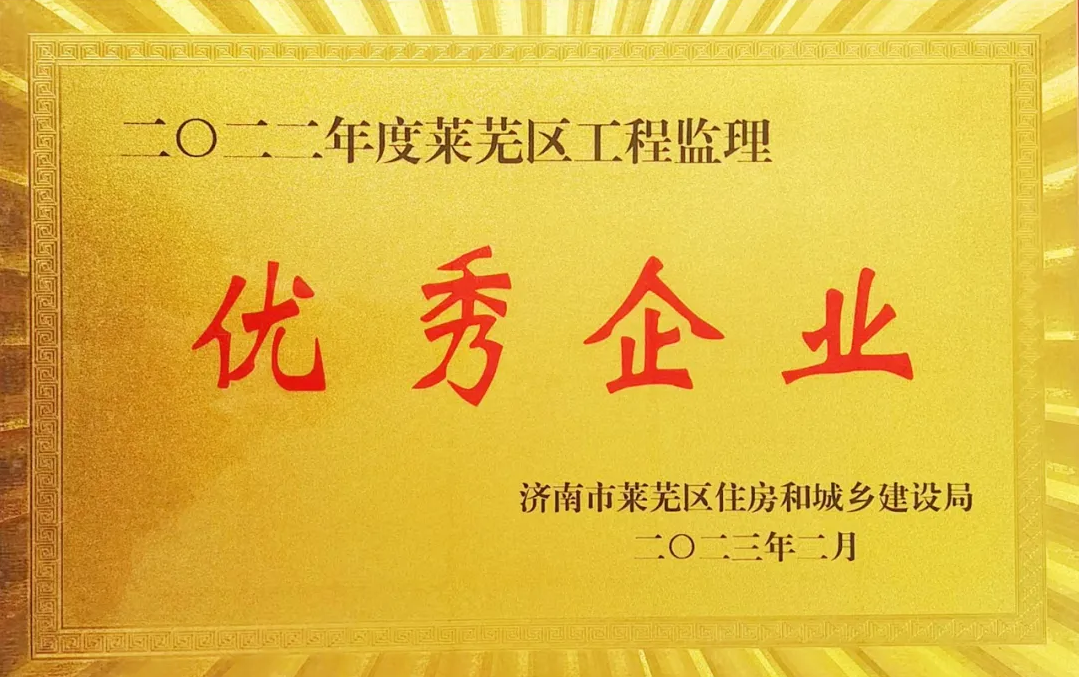 二〇二二年度莱芜区工程监理
优秀企业
济南市莱芜区住房和城乡建设局
二〇二三年二月